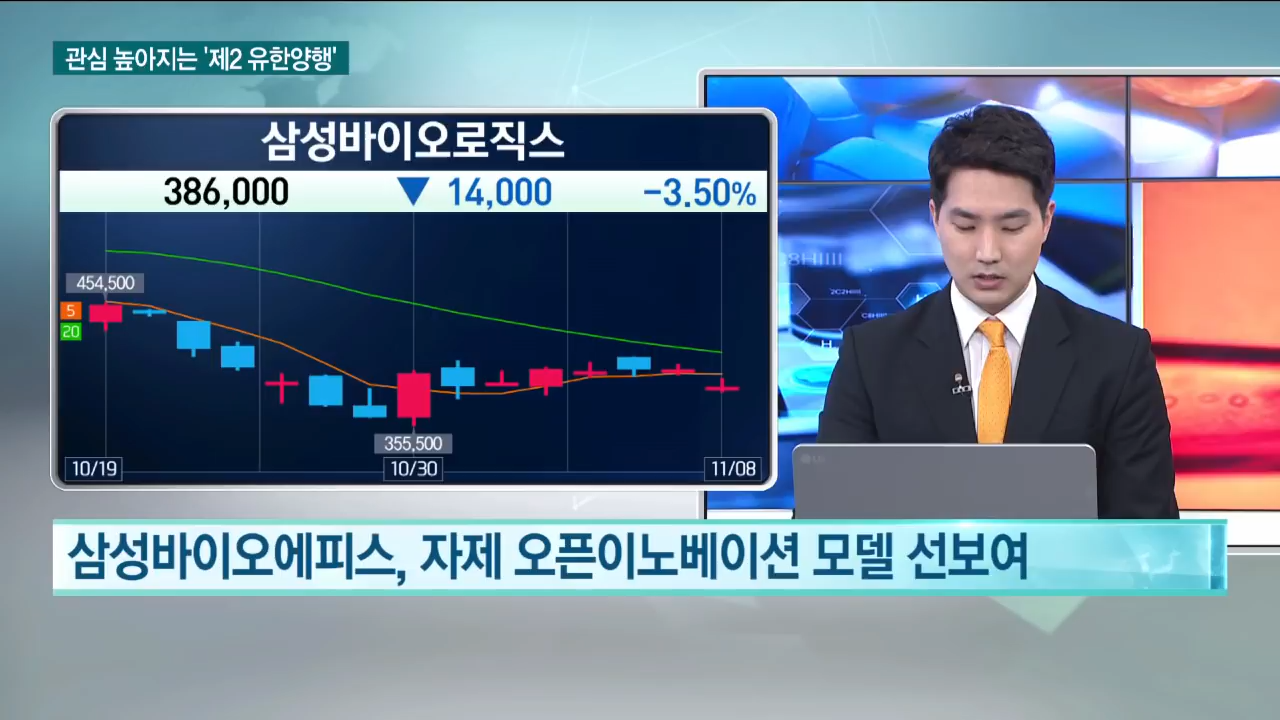 관심 높아지는 '제2 유한양행'
삼성바이오로직스
386,000 ▼ 14,000 -3.50%
454,500
5
20
355,500
10/19 10/30 11/08
삼성바이오에피스, 자제 오픈이노베이션 모델 선보여